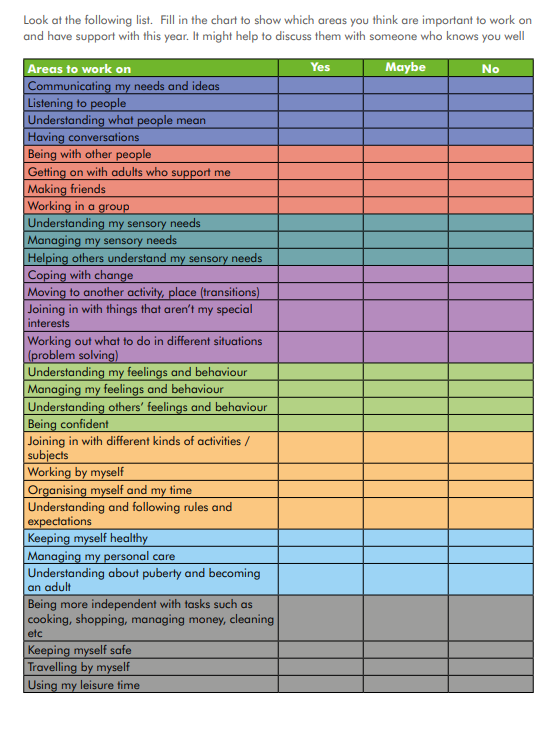 Look at the following list.  Fill in the chart to show which areas you think are important to work on
and have support with this year. It might help to discuss them with someone who knows you well
Areas to work on Yes Maybe No
Communicating my needs and ideas
Listening to people
Understanding what people mean
Having conversations
Being with other people
Getting on with adults who support me
Making friends
Working in a group
Understanding my sensory needs
Managing my sensory needs
Helping others understand my sensory needs
Coping with change
Moving to another activity, place (transitions)
Joining in with things that aren't my special
interests
Working out what to do in different situations
(problem solving)
Understanding my feelings and behaviour
Managing my feelings and behaviour
Understanding others' feelings and behaviour
Being confident
Joining in with different kinds of activities /
subjects
Working by myself
Organising myself and my time
Understanding and following rules and
expectations
Keeping myself healthy
Managing my personal care
Understanding about puberty and becoming
an adult
Being more independent with tasks such as
cooking, shopping, managing money, cleaning
etc
Keeping myself safe
Travelling by myself
Using my leisure time